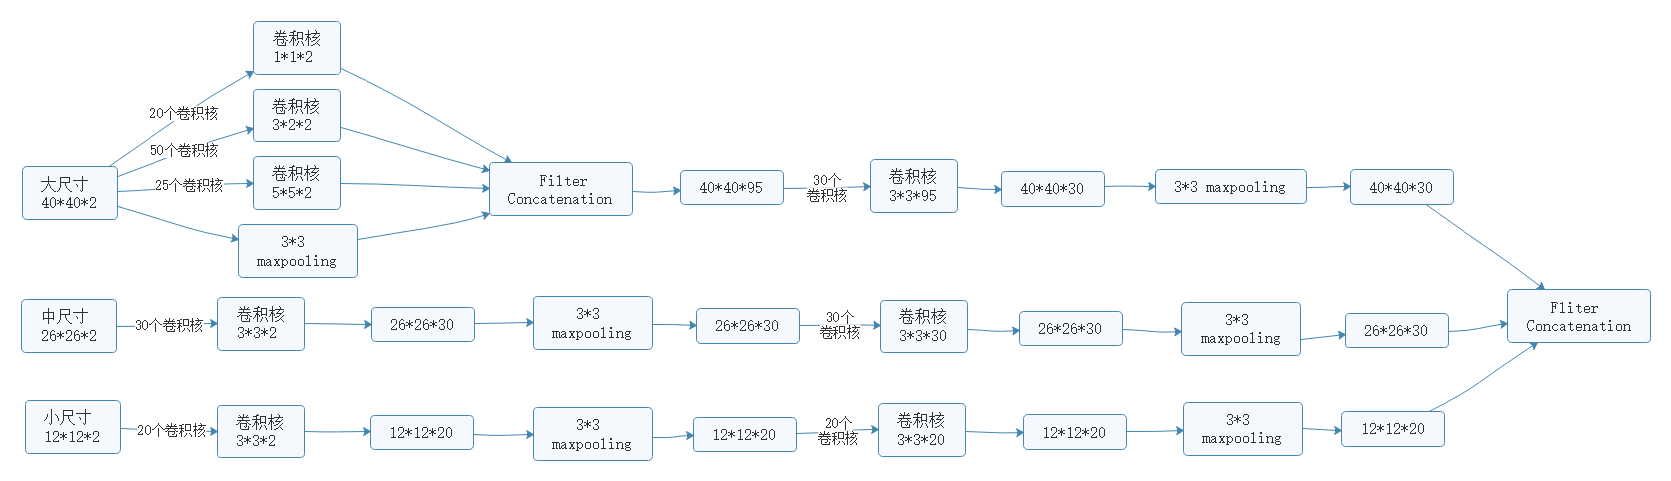 卷积核
1*1*2
20个卷积核
卷积核
3*2*2
50个卷积核
大尺寸
40*40*2
25个卷积核
卷积核
5*5*2
3*3
maxpooling
Filter
Concatenation
40*40*95
30个
卷积核
卷积核
3*3*95
40*40*30
3*3 maxpooling
40*40*30
中尺寸
26*26*2
30个卷积核
卷积核
3*3*2
26*26*30
3*3
maxpooling
26*26*30
30个
卷积核
卷积核
3*3*30
26*26*30
3*3
maxpooling
26*26*30
Fliter
Concatenation
小尺寸
12*12*2
20个卷积核
卷积核
3*3*2
12*12*20
3*3
maxpooling
12*12*20
20个
卷积核
卷积核
3*3*20
12*12*20
3*3
maxpooling
12*12*20